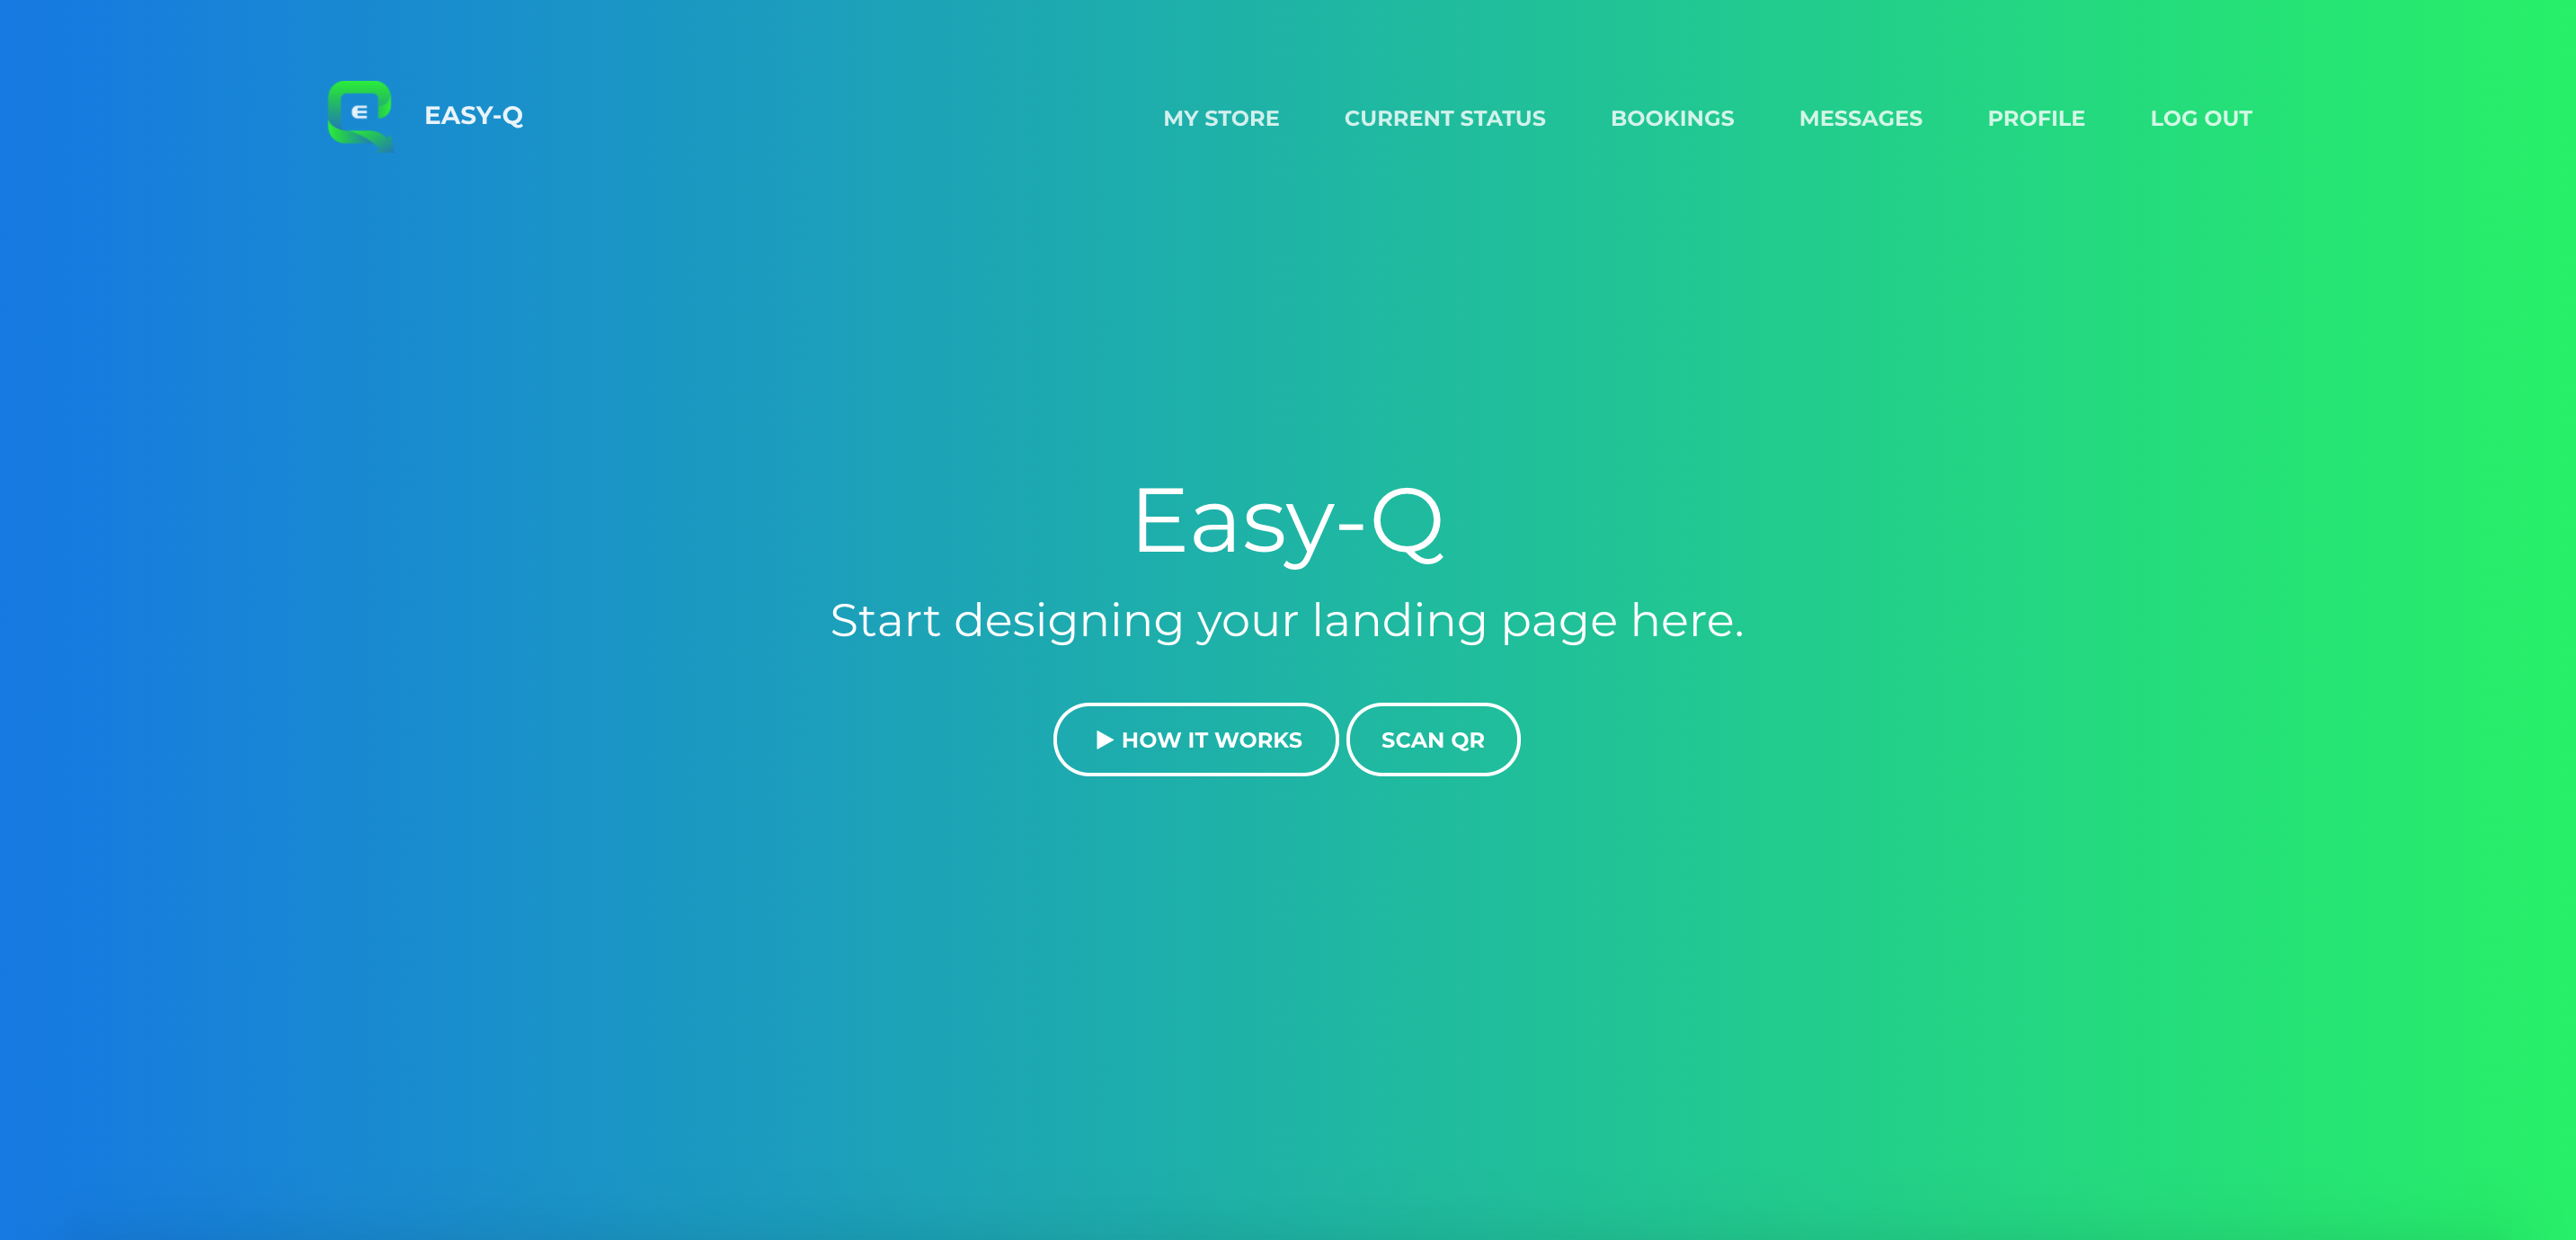 E
EASY-Q
MY STORE CURRENT STATUS BOOKINGS MESSAGES PROFILE LOG OUT
Easy-Q
Start designing your landing page here.
HOW IT WORKS SCAN QR